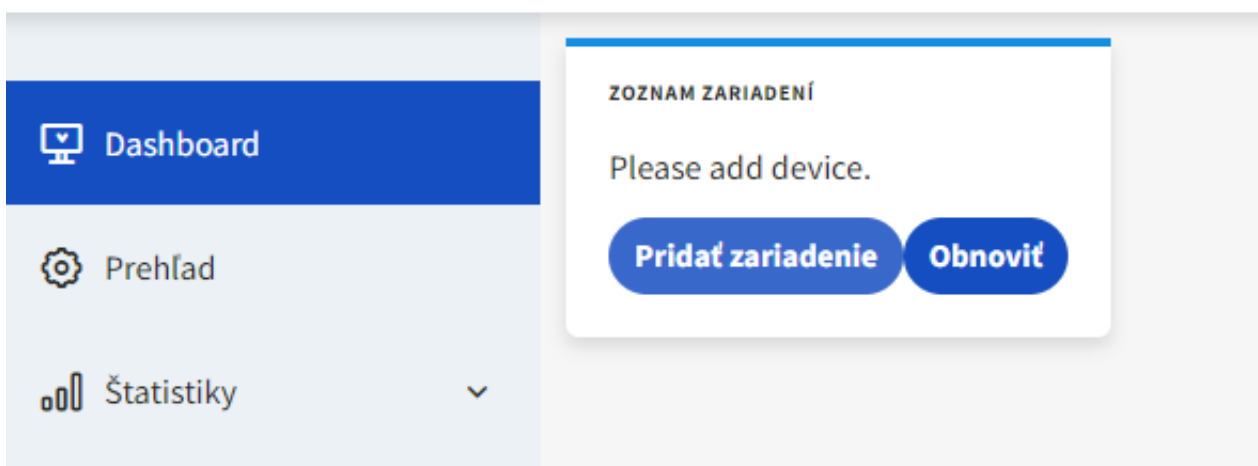 Dashboard
Prehľad
Štatistiky
ZOZNAM ZARIADENÍ
Please add device.
Pridať zariadenie
Obnoviť